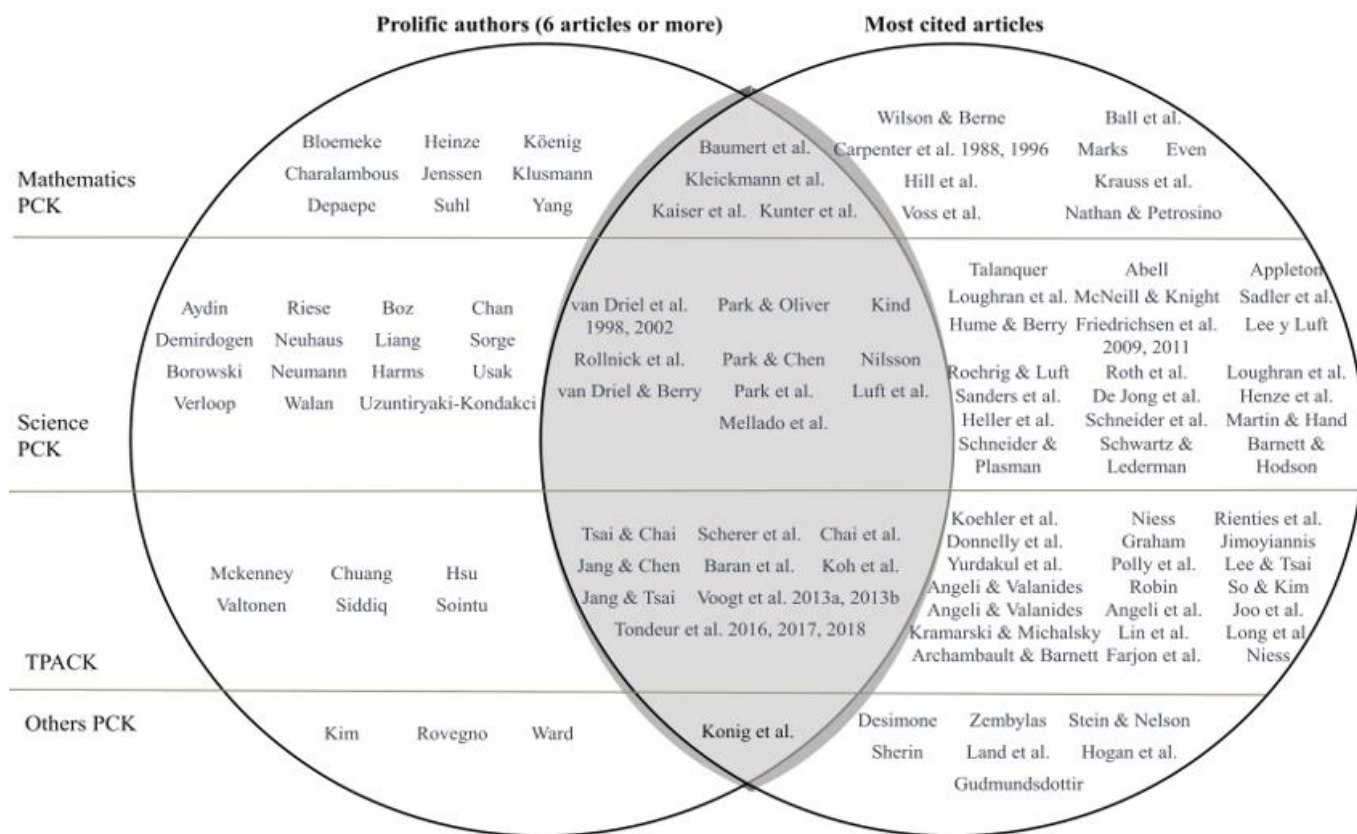 Prolific authors (6 articles or more) Most cited articles
Mathematics
PCK
Bloemeke Heinze Köenig
Charalambous Jenssen Klusmann
Depaepe Suhl Yang
Baumert et al.
Kleickmann et al.
Kaiser et al. Kunter et al.
Wilson & Berne Ball et al.
Carpenter et al. 1988, 1996 Marks Even
Hill et al. Krauss et al.
Voss et al. Nathan & Petrosino
Science
PCK
Aydin Riese Boz Chan
Demirdogen Neuhaus Liang Sorge
Borowski Neumann Harms Usak
Verloop Walan Uzuntiryaki-Kondakci
van Driel et al. Park & Oliver Kind
1998, 2002
Rollnick et al. Park & Chen Nilsson
van Driel & Berry Park et al. Luft et al.
Mellado et al.
Talanquer Abell Appleton
Loughran et al. McNeill & Knight Sadler et al.
Hume & Berry Friedrichsen et al. Lee y Luft
2009, 2011
Roehrig & Luft Roth et al. Loughran et al.
Sanders et al. De Jong et al. Henze et al.
Heller et al. Schneider et al. Martin & Hand
Schneider & Schwartz & Barnett &
Plasman Lederman Hodson
TPACK
Mckenney Chuang Hsu
Valtonen Siddiq Sointu
Tsai & Chai Scherer et al. Chai et al.
Jang & Chen Baran et al. Koh et al.
Jang & Tsai Voogt et al. 2013a, 2013b
Tondeur et al. 2016, 2017, 2018
Koehler et al. Niess Rienties et al.
Donnelly et al. Graham Jimoyiannis
Yurdakul et al. Polly et al. Lee & Tsai
Angeli & Valanides Robin So & Kim
Angeli & Valanides Angeli et al. Joo et al.
Kramarski & Michalsky Lin et al. Long et al.
Archambault & Barnett Farjon et al. Niess
Others PCK
Kim Rovegno Ward
Konig et al.
Desimone Zembylas Stein & Nelson
Sherin Land et al. Hogan et al.
Gudmundsdottir